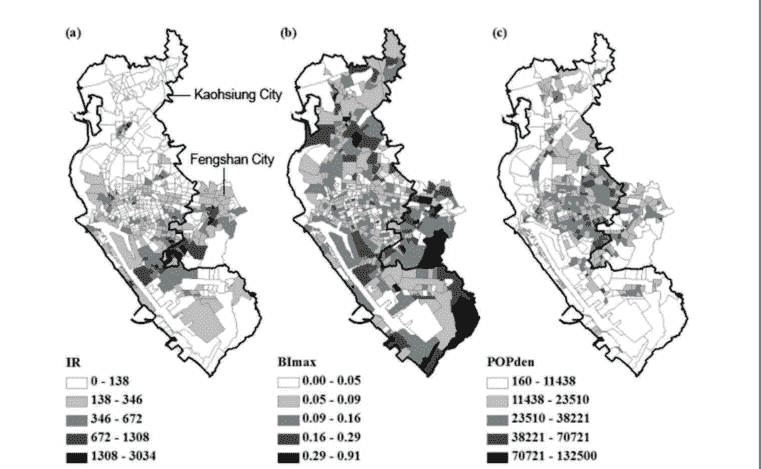 (a)
(b)
(c)
Kaohsiung City
Fengshan City
IR
0 - 138
138 - 346
346 - 672
672 - 1308
1308 - 3034
BImax
0.00 - 0.05
0.05 - 0.09
0.09 - 0.16
0.16 - 0.29
0.29 - 0.91
POPden
160 - 11438
11438 - 23510
23510 - 38221
38221 - 70721
70721 - 132500